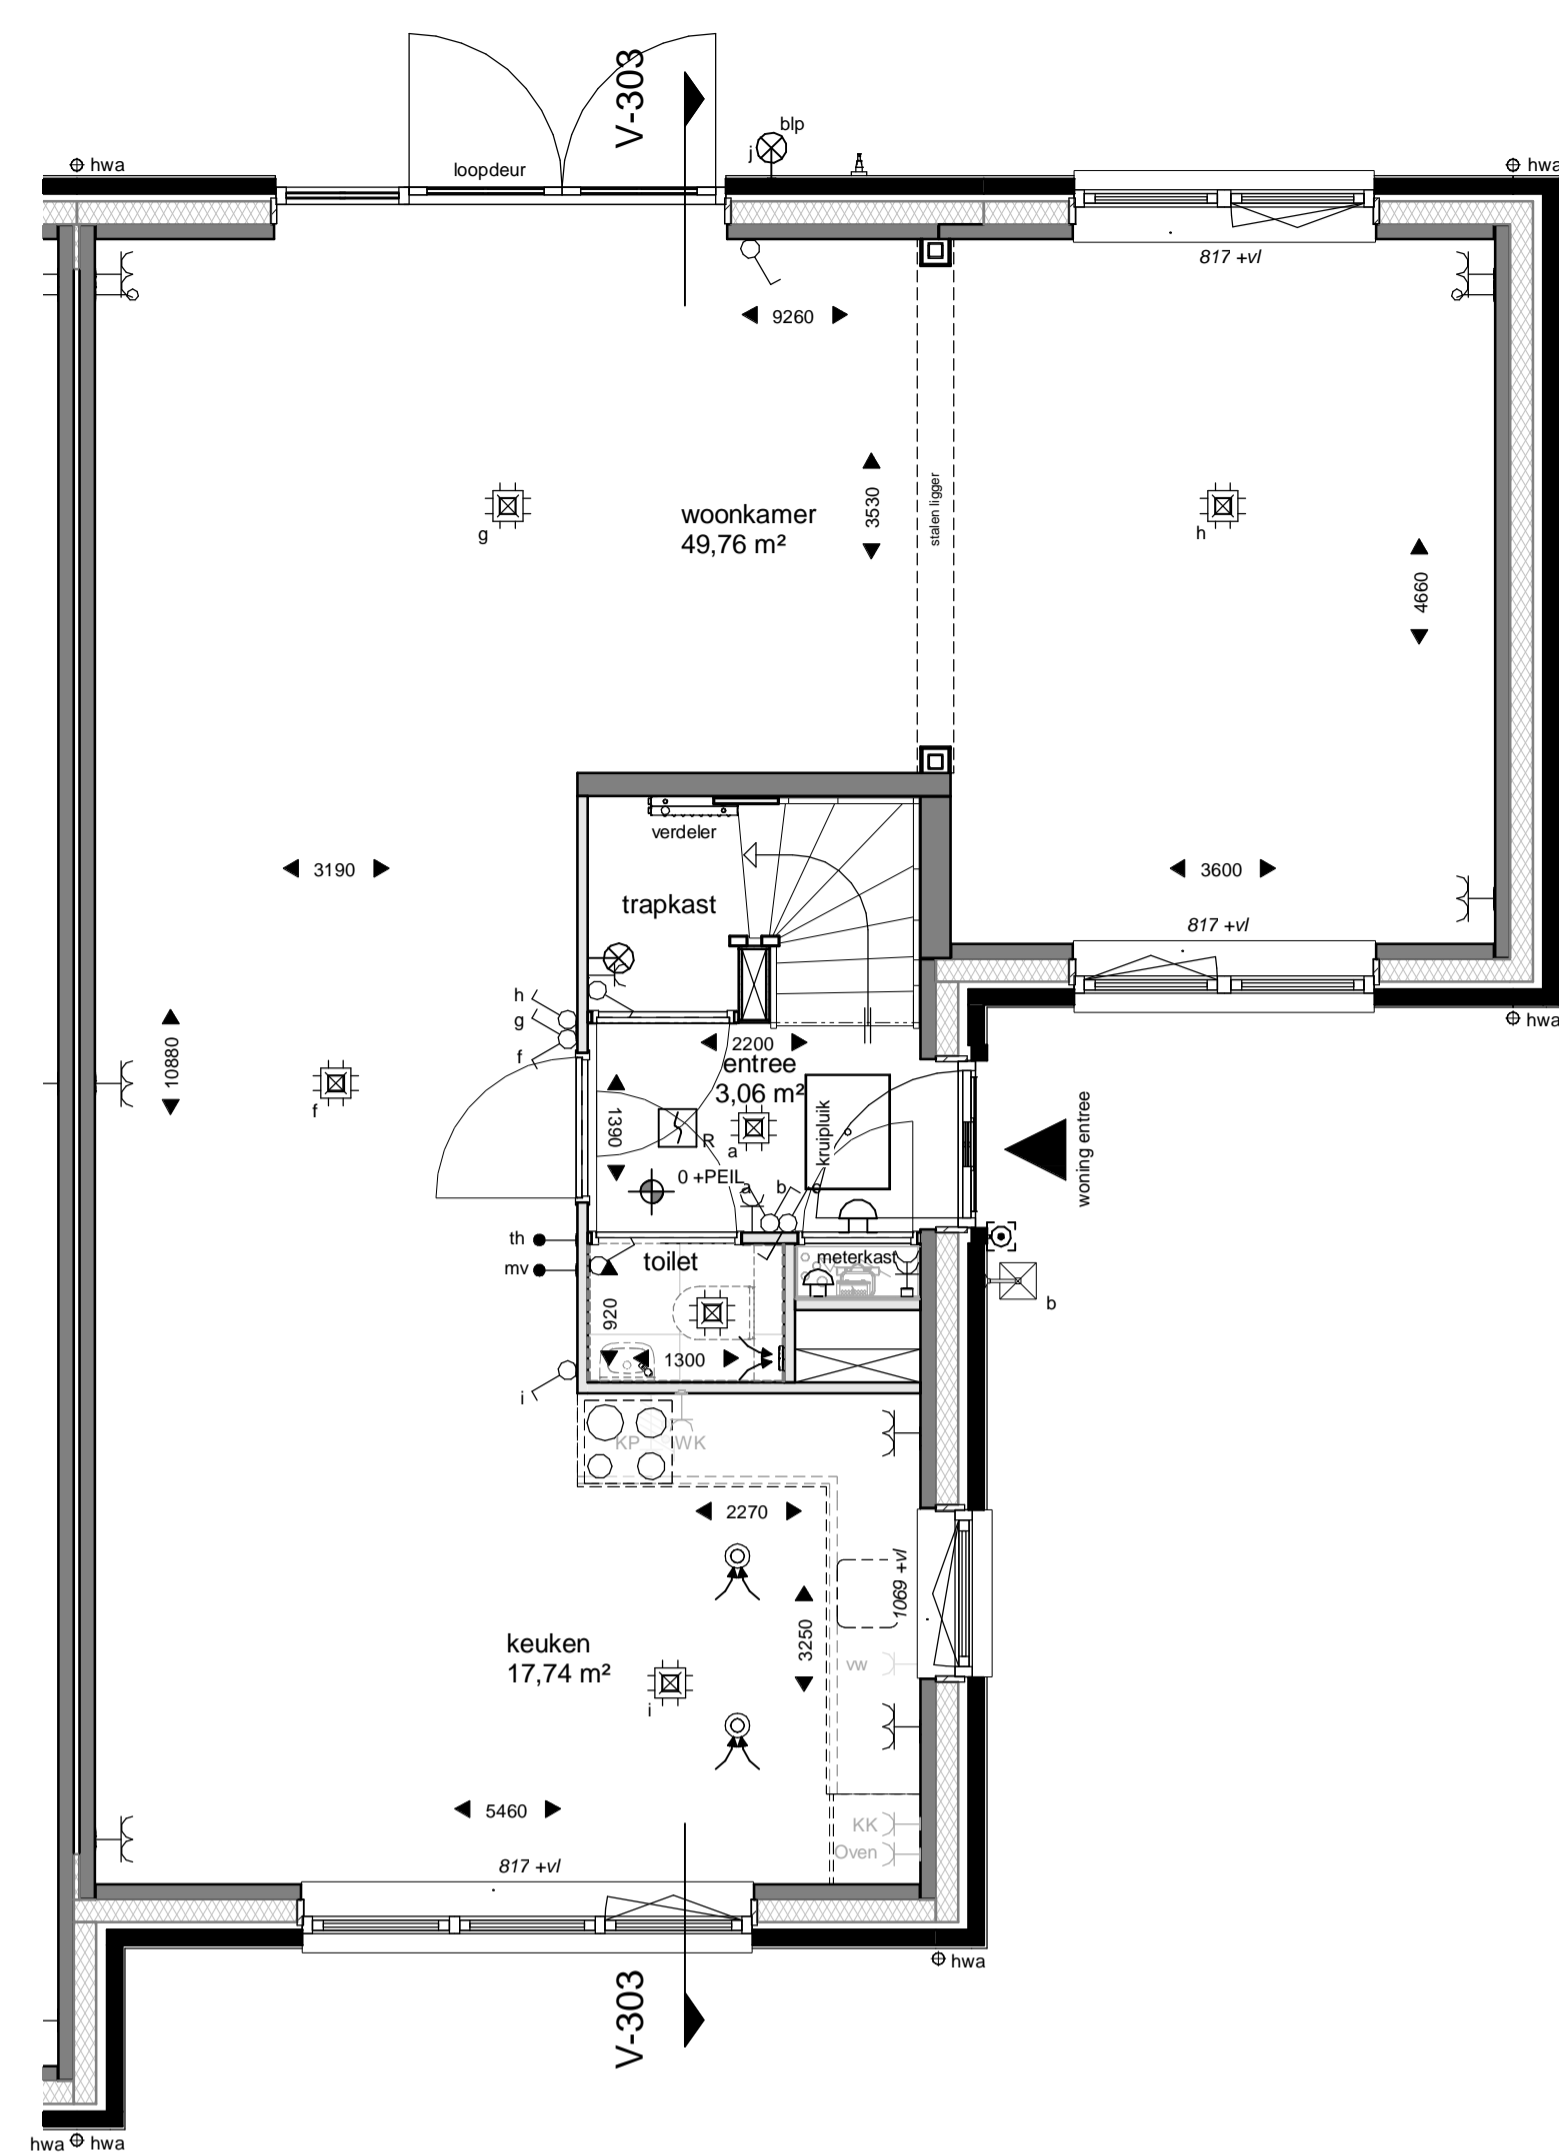 V-303
blp
j
hwa
hwa
loopdeur
817 +vl
9260
woonkamer
49,76 m²
3530
stalen ligger
g
h
4660
verdeler
3190
3600
trapkast
817 +vl
h
g
f
hwa
2200
entree
3,06 m²
10880
f
1390
R
a
kruipluik
woning entree
0 +PEIL
a
b
a
th
mv
toilet
meterkast
b
920
1300
i
KP
WK
2270
1069 +vl
3250
keuken
17,74 m²
vw
i
5460
KK
Oven
817 +vl
hwa
V-303
hwa
hwa